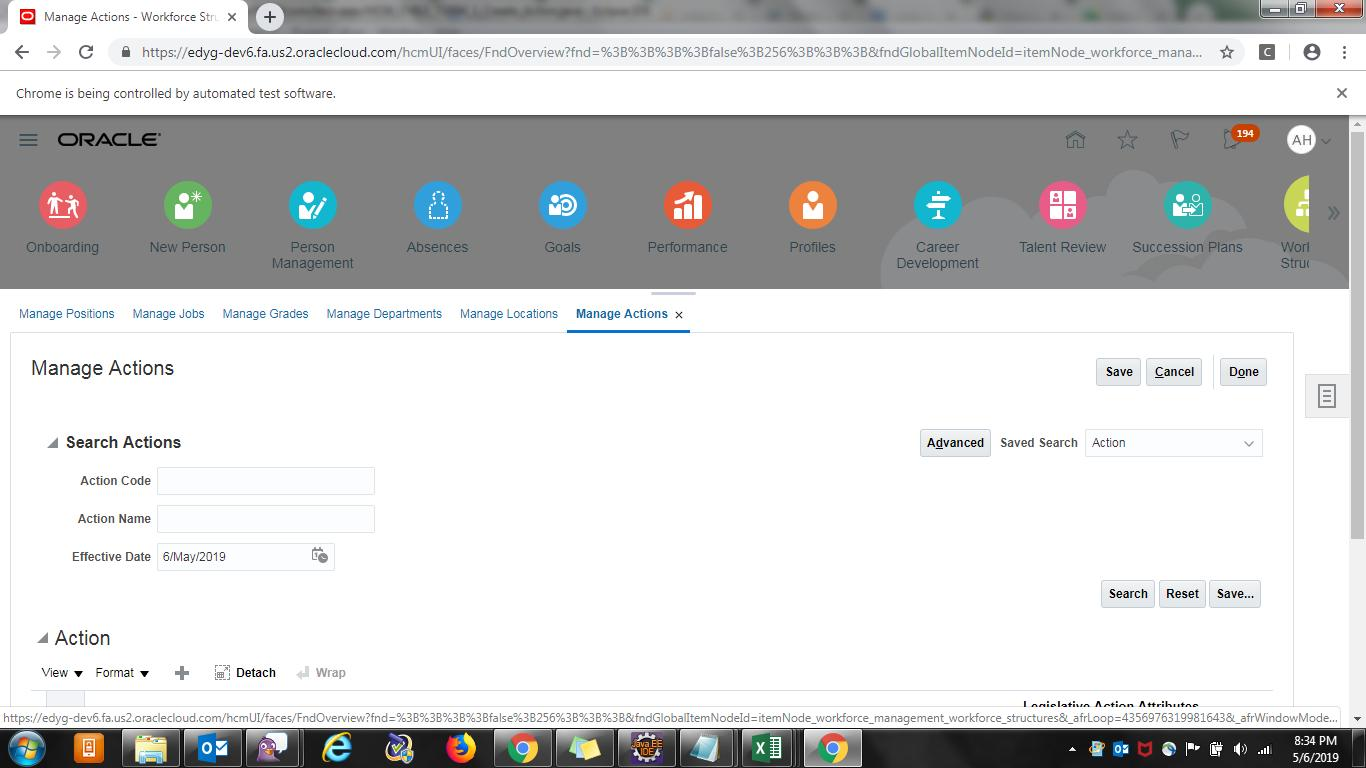 Manage Actions - Workforce Stru
https://edyg-dev6.fa.us2.oraclecloud.com/hcmUI/faces/FndOverview?fnd=%3B%3B%3B%3Bfalse%3B256%3B%3B%3B&fndGlobalItemNodeId=itemNode_workforce_mana...
C
Chrome is being controlled by automated test software.
ORACLE
194
AH
Onboarding
New Person
Person Management
Absences
Goals
Performance
Profiles
Career Development
Talent Review
Succession Plans
Manage Positions Manage Jobs Manage Grades Manage Departments Manage Locations Manage Actions
Manage Actions
Save Cancel Done
Search Actions
Advanced Saved Search Action
Action Code
Action Name
Effective Date 6/May/2019
Search Reset Save...
Action
View Format Detach Wrap
Legislative Action Attributes
https://edyg-dev6.fa.us2.oraclecloud.com/hcmUI/faces/FndOverview?fnd=%3B%3B%3B%3Bfalse%3B256%3B%3B%3B&fndGlobalItemNodeId=itemNode_workforce_management_workforce_structures&_afrLoop=4356976319981643&_afrWindowMode...
Java EE
IDE
8:34 PM
5/6/2019